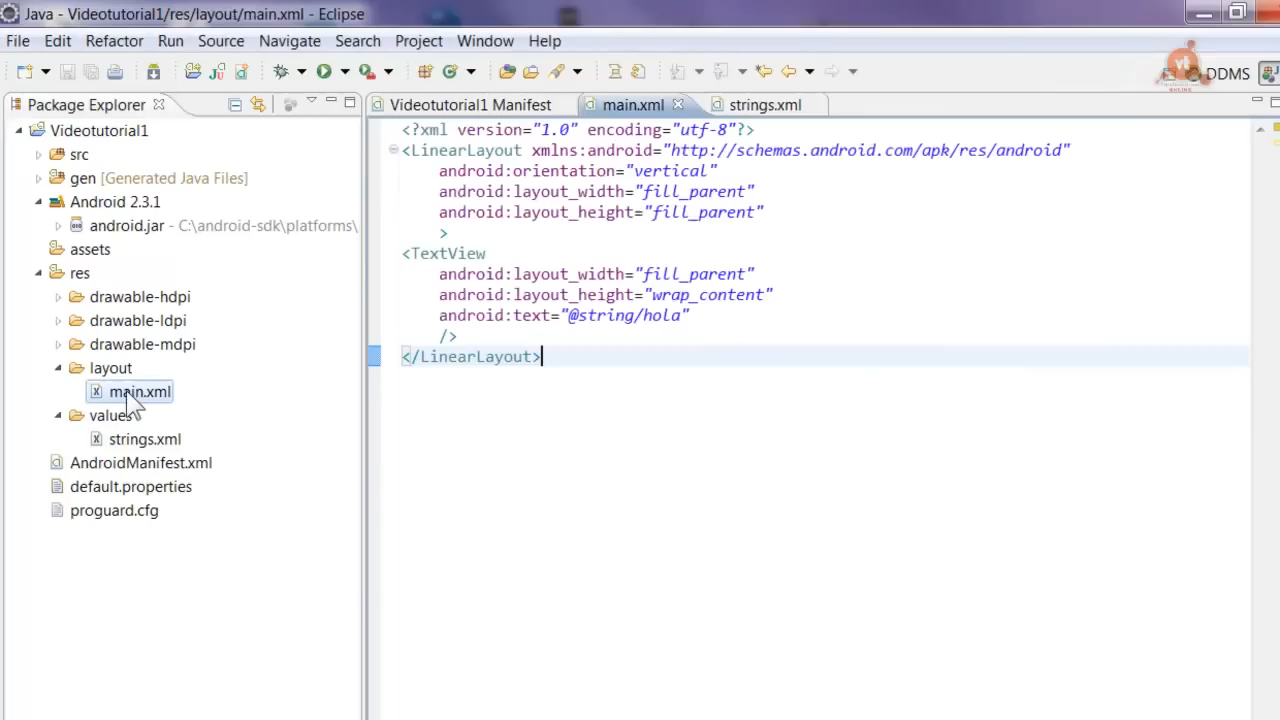 Java - Videotutorial1/res/layout/main.xml - Eclipse
File Edit Refactor Run Source Navigate Search Project Window Help
DDMS
Package Explorer
Videotutorial1 Manifest
main.xml
strings.xml
Videotutorial1
src
gen [Generated Java Files]
Android 2.3.1
android.jar - C:\android-sdk\platforms\
assets
res
drawable-hdpi
drawable-ldpi
drawable-mdpi
layout
main.xml
values
strings.xml
AndroidManifest.xml
default.properties
proguard.cfg
<?xml version="1.0" encoding="utf-8"?>
<LinearLayout xmlns:android="http://schemas.android.com/apk/res/android"
android:orientation="vertical"
android:layout_width="fill_parent"
android:layout_height="fill_parent"
>
<TextView
android:layout_width="fill_parent"
android:layout_height="wrap_content"
android:text="@string/hola"
/>
</LinearLayout>